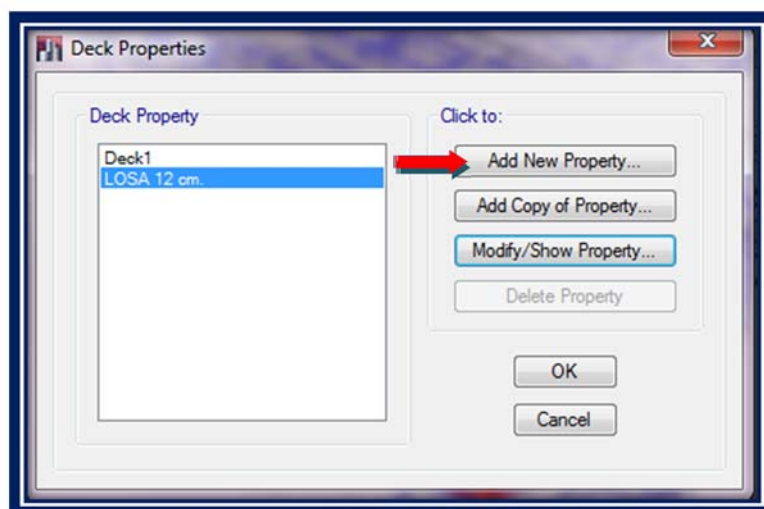 Deck Properties
Deck Property
Deck1
LOSA 12 cm.
Click to:
Add New Property...
Add Copy of Property...
Modify/Show Property...
Delete Property
OK
Cancel